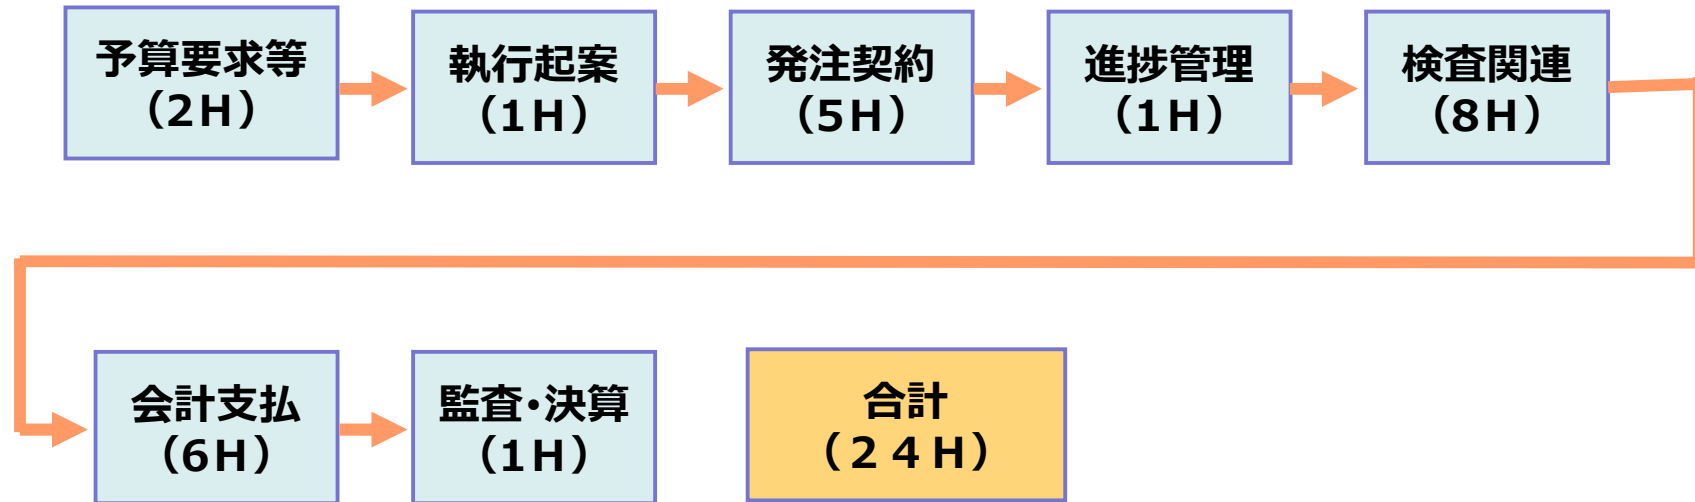 予算要求等
（2H）
執行起案
（1H）
発注契約
（5H）
進捗管理
（1H）
検査関連
（8H）
会計支払
（6H）
監査・決算
（1H）
合計
（２４Ｈ）